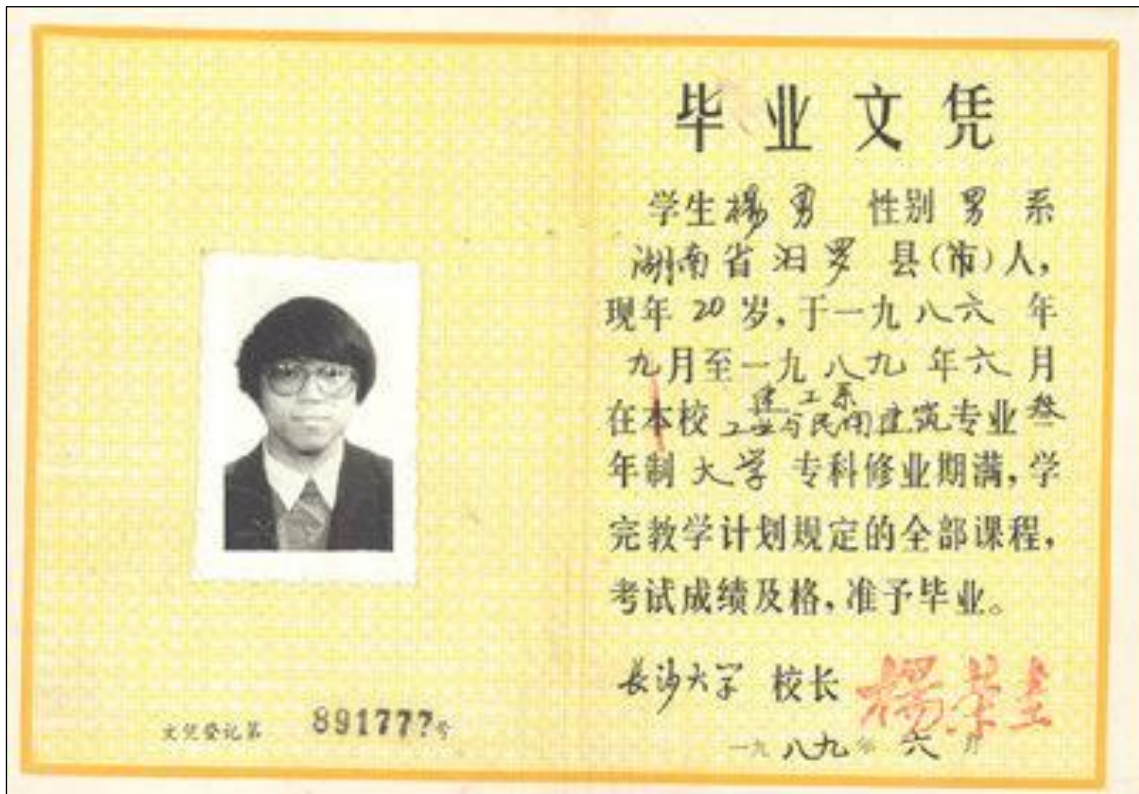 毕业文凭
学生杨勇 性别 男 系
湖南省汨罗 县(市)人,
现年 20 岁,于一九八六 年
九月至一九八九 年六 月
建工系
在本校工业与民用建筑专业叁
年制 大学 专科修业期满,学
完教学计划规定的全部课程,
考试成绩及格,准予毕业。
长沙大学 校长
一九八九年六月
文凭登记第 891777号